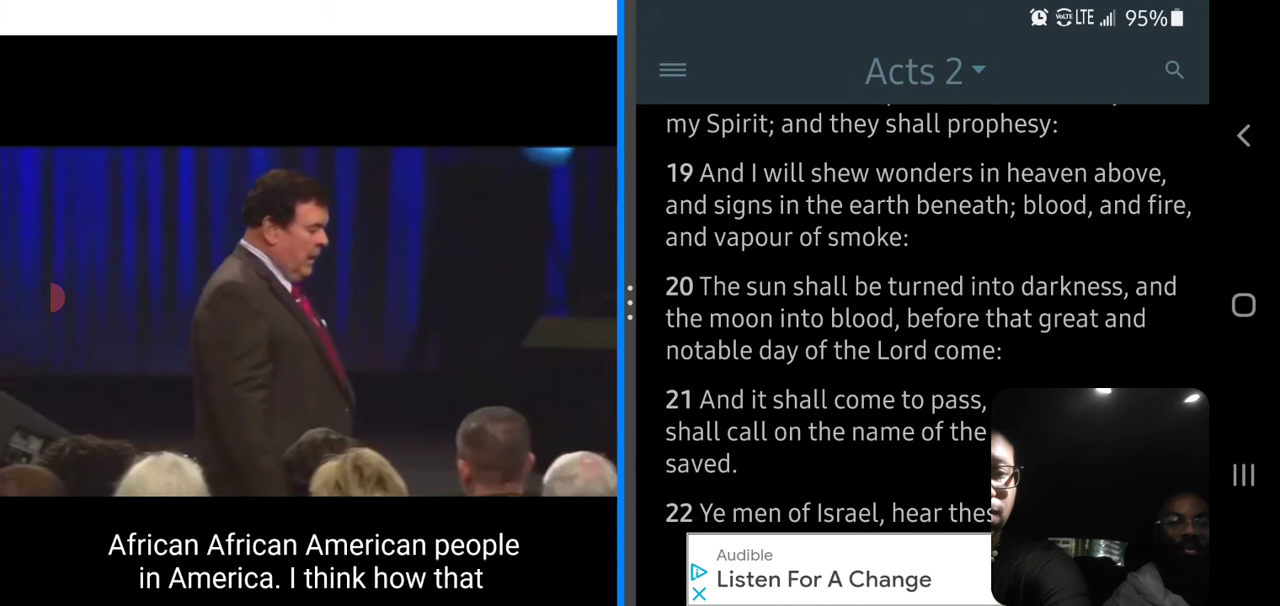 African African American people
in America. I think how that
LTE 95%
Acts 2
my Spirit; and they shall prophesy:
19 And I will shew wonders in heaven above,
and signs in the earth beneath; blood, and fire,
and vapour of smoke:
20 The sun shall be turned into darkness, and
the moon into blood, before that great and
notable day of the Lord come:
21 And it shall come to pass,
shall call on the name of the
saved.
22 Ye men of Israel, hear thes
Audible
Listen For A Change